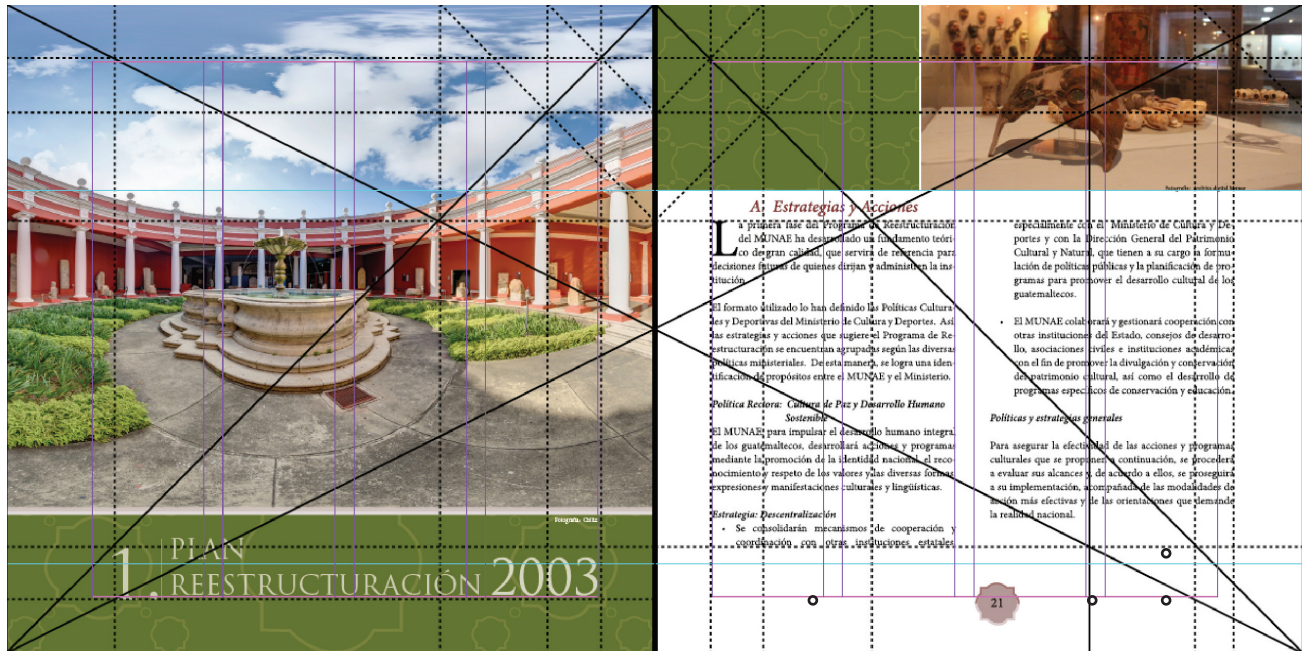 Fotografía: Chiltz
1. PLAN
REESTRUCTURACIÓN 2003
Fotografía: Archivo digital Munae
A. Estrategias y Acciones
La primera fase del Programa de Reestructuración
del MUNAE ha desarrollado un fundamento teóri-
co de gran calidad, que servirá de referencia para
decisiones futuras de quienes dirijan y administren la ins-
titución.
El formato utilizado lo han definido las Políticas Cultura-
les y Deportivas del Ministerio de Cultura y Deportes. Así
las estrategias y acciones que sugiere el Programa de Re-
estructuración se encuentran agrupadas según las diversas
políticas ministeriales. De esta manera, se logra una iden-
tificación de propósitos entre el MUNAE y el Ministerio.
Política Rectora: Cultura de Paz y Desarrollo Humano
Sostenible
El MUNAE, para impulsar el desarrollo humano integral
de los guatemaltecos, desarrollará acciones y programas
mediante la promoción de la identidad nacional, el reco-
nocimiento y respeto de los valores y las diversas formas,
expresiones y manifestaciones culturales y lingüísticas.
Estrategia: Descentralización
• Se consolidarán mecanismos de cooperación y
coordinación con otras instituciones estatales,
especialmente con el Ministerio de Cultura y De-
portes y con la Dirección General del Patrimonio
Cultural y Natural, que tienen a su cargo la formu-
lación de políticas públicas y la planificación de pro-
gramas para promover el desarrollo cultural de los
guatemaltecos.
• El MUNAE colaborará y gestionará cooperación con
otras instituciones del Estado, consejos de desarro-
llo, asociaciones civiles e instituciones académicas
con el fin de promover la divulgación y conservación
del patrimonio cultural, así como el desarrollo de
programas específicos de conservación y educación.
Políticas y estrategias generales
Para asegurar la efectividad de las acciones y programas
culturales que se proponen a continuación, se procederá
a evaluar sus alcances y, de acuerdo a ellos, se proseguirá
a su implementación, acompañada de las modalidades de
acción más efectivas y de las orientaciones que demande
la realidad nacional.
21